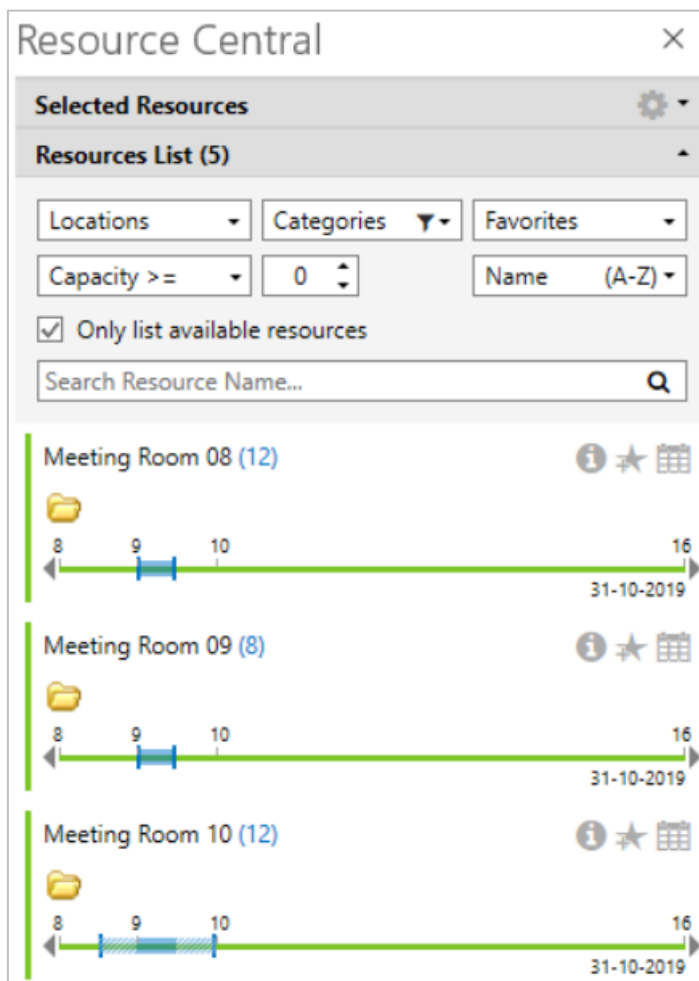 Resource Central
Selected Resources
Resources List (5)
Locations Categories Favorites
Capacity >= 0 Name (A-Z)
Only list available resources
Search Resource Name...
Meeting Room 08 (12)
8 9 10 16
31-10-2019
Meeting Room 09 (8)
8 9 10 16
31-10-2019
Meeting Room 10 (12)
8 9 10 16
31-10-2019